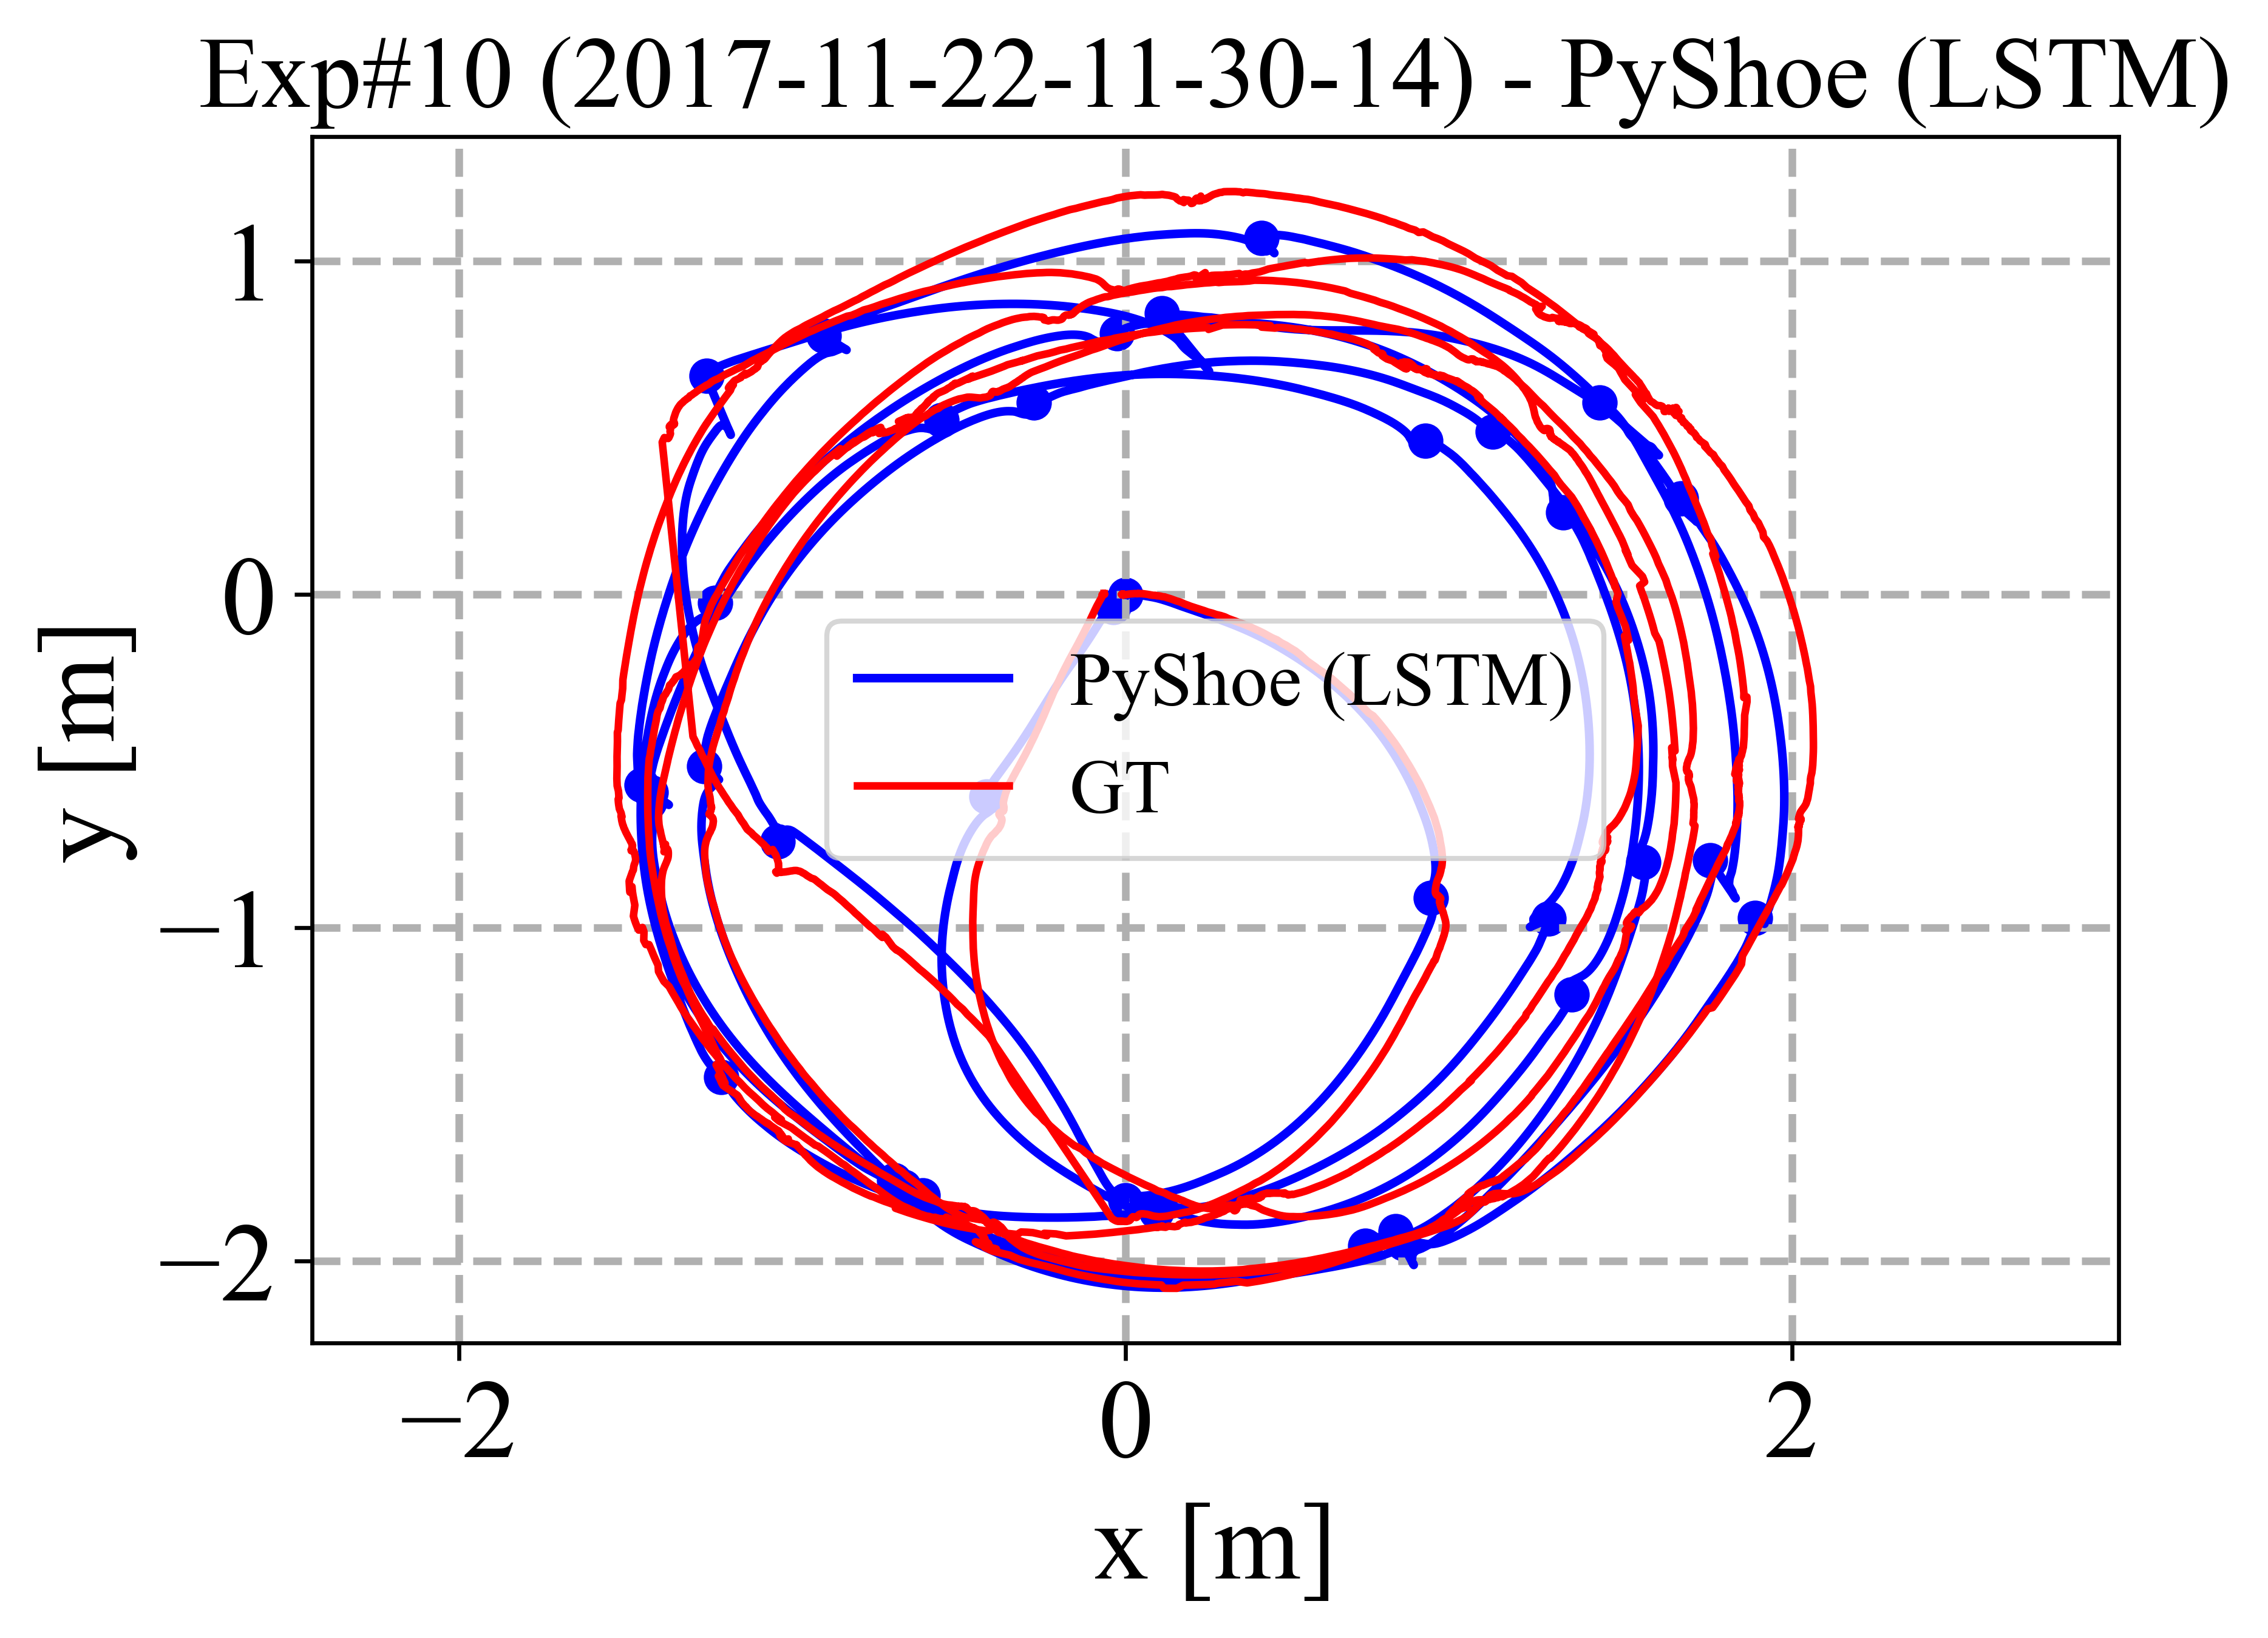 Exp#10 (2017-11-22-11-30-14) - PyShoe (LSTM)
y [m]
1
0
−1
−2
PyShoe (LSTM)
GT
−2
0
2
x [m]